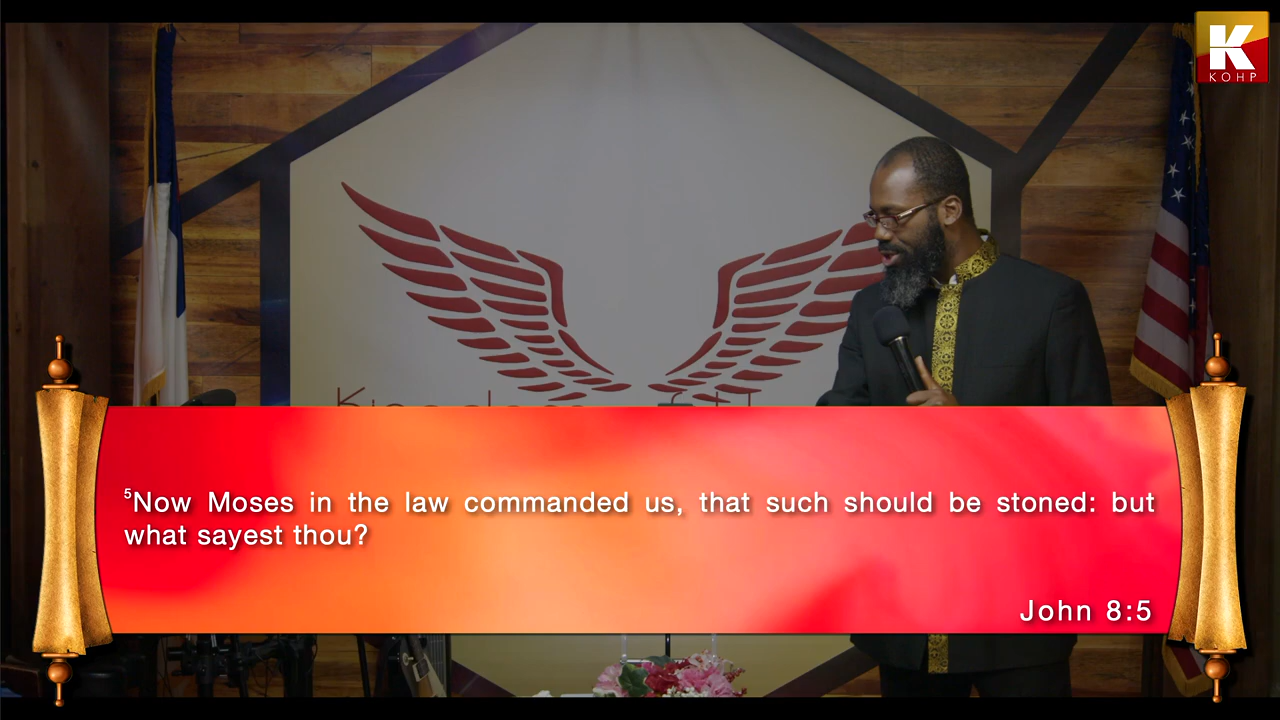 K
KOHP
⁵Now Moses in the law commanded us, that such should be stoned: but
what sayest thou?
John 8:5